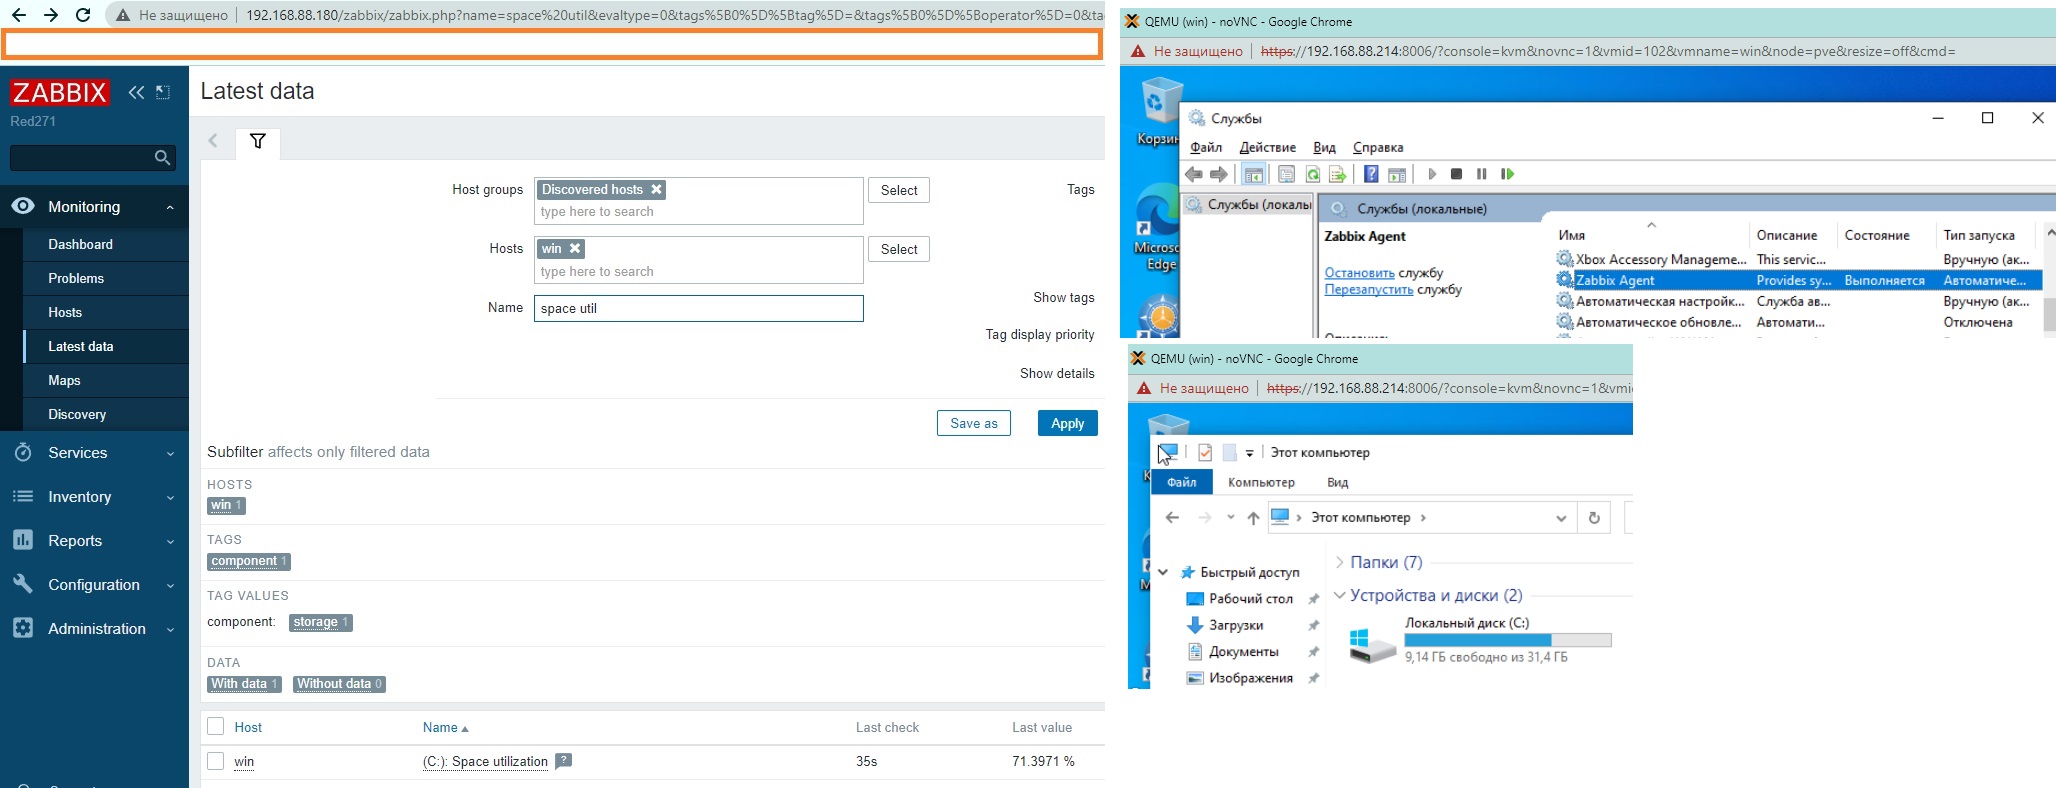 Не защищено | 192.168.88.180/zabbix/zabbix.php?name=space%20util&evaltype=0&tags%5B0%5D%5Btag%5D=&tags%5B0%5D%5Boperator%5D=0&ta
ZABBIX
Red271
Monitoring
Dashboard
Problems
Hosts
Latest data
Maps
Discovery
Services
Inventory
Reports
Configuration
Administration
Latest data
Host groups
Discovered hosts
type here to search
Select
Tags
Hosts
win
type here to search
Select
Name
space util
Show tags
Tag display priority
Show details
Save as
Apply
Subfilter affects only filtered data
HOSTS
win 1
TAGS
component 1
TAG VALUES
component: storage 1
DATA
With data 1 Without data 0
Host Name Last check Last value
win (C:): Space utilization ? 35s 71.3971 %
QEMU (win) - noVNC - Google Chrome
Не защищено | https://192.168.88.214:8006/?console=kvm&novnc=1&vmid=102&vmname=win&node=pve&resize=off&cmd=
Корзин
Microso
Edge
Службы
Файл Действие Вид Справка
Службы (локалы
Службы (локальные)
Zabbix Agent
Остановить службу
Перезапустить службу
Имя Описание Состояние Тип запуска
Xbox Accessory Manageme... This servic... Вручную (ак...
Zabbix Agent Provides sy... Выполняется Автоматиче...
Автоматическая настройк... Служба ав... Вручную (ак...
Автоматическое обновле... Автомати... Отключена
QEMU (win) - noVNC - Google Chrome
Не защищено | https://192.168.88.214:8006/?console=kvm&novnc=1&vmi
Этот компьютер
Файл Компьютер Вид
Этот компьютер
Быстрый доступ
Рабочий стол
Загрузки
Документы
Изображения
Папки (7)
Устройства и диски (2)
Локальный диск (C:)
9,14 ГБ свободно из 31,4 ГБ